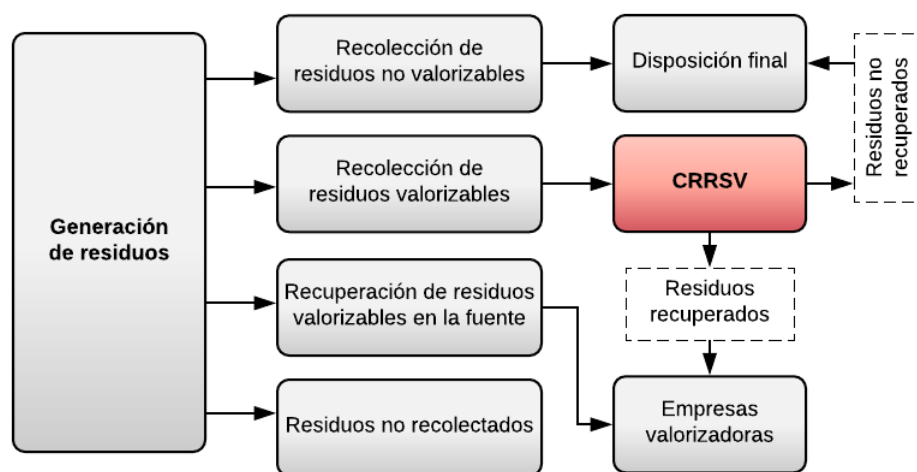 Generación
de residuos
Recolección de
residuos no valorizables
Disposición final
Residuos no
recuperados
Recolección de
residuos valorizables
CRRSV
Recuperación de residuos
valorizables en la fuente
Residuos
recuperados
Residuos no recolectados
Empresas
valorizadoras